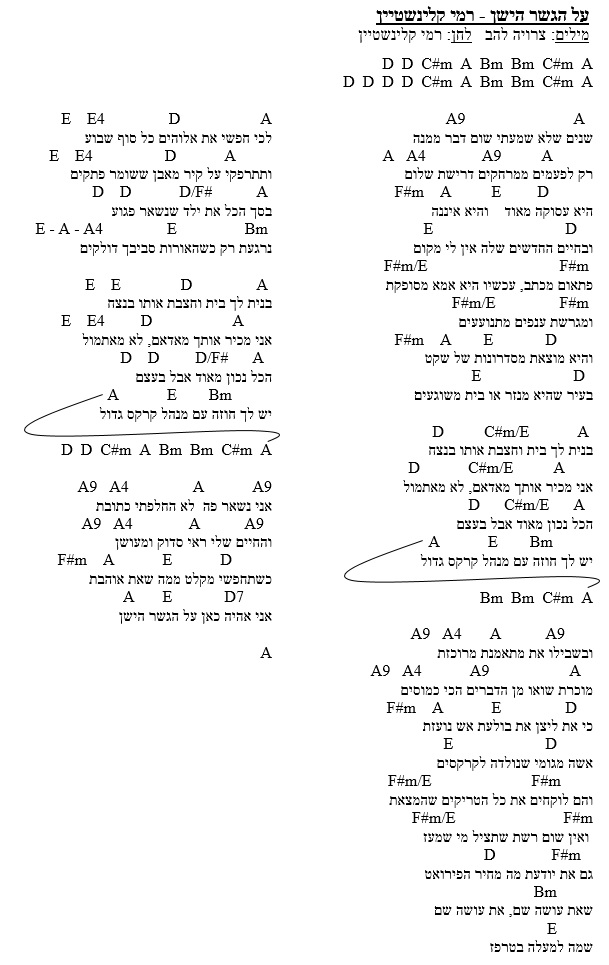 על הגשר הישן - רמי קלינשטיין
מילים: צרויה להב לחן: רמי קלינשטיין
D D C#m A Bm Bm C#m A
D D D D C#m A Bm Bm C#m A
A9 A
שנים שלא שמעתי שום דבר ממנה
A A4 A9 A
רק לפעמים ממרחקים דרישת שלום
F#m A E D
היא עסוקה מאוד והיא איננה
E D
ובחיים החדשים שלה אין לי מקום
F#m/E F#m
פתאום מכתב, עכשיו היא אמא מסופקת
F#m/E F#m
ומגרשת ענפים מתנועעים
F#m A E D
והיא מוצאת מסדרונות של שקט
E D
בעיר שהיא מנזר או בית משוגעים
D C#m/E A
בנית לך בית וחצבת אותו בנצח
D C#m/E A
אני מכיר אותך מאדאם, לא מאתמול
D C#m/E A
הכל נכון מאוד אבל בעצם
A E Bm
יש לך חוזה עם מנהל קרקס גדול
Bm Bm C#m A
A9 A4 A A9
ובשבילו את מתאמנת מרוכזת
A9 A4 A9 A
מוכרת שואו מן הדברים הכי כמוסים
F#m A E D
כי את ליצן את בולעת אש נועזת
E D
אשה מגומי שנולדה לקרקסים
F#m/E F#m
והם לוקחים את כל הטריקים שהמצאת
F#m/E F#m
ואין שום רשת שתציל מי שמעז
D F#m
גם את יודעת מה מחיר הפירואט
Bm
שאת עושה שם, את עושה שם
E
שמה למעלה בטרפז
E E4 D A
לכי חפשי את אלוהים כל סוף שבוע
E E4 D A
ותתרפקי על קיר מאבן ששומר פתקים
D D D/F# A
בסך הכל את ילד שנשאר פגוע
E - A - A4 E Bm
נרגעת רק כשהאורות סביבך דולקים
E E D A
בנית לך בית וחצבת אותו בנצח
E E4 D A
אני מכיר אותך מאדאם, לא מאתמול
D D D/F# A
הכל נכון מאוד אבל בעצם
A E Bm
יש לך חוזה עם מנהל קרקס גדול
D D C#m A Bm Bm C#m A
A9 A4 A A9
אני נשאר פה לא החלפתי כתובת
A9 A4 A A9
והחיים שלי ראי סדוק ומעושן
F#m A E D
כשתחפשי מקלט ממה שאת אוהבת
A E D7
אני אהיה כאן על הגשר הישן
A